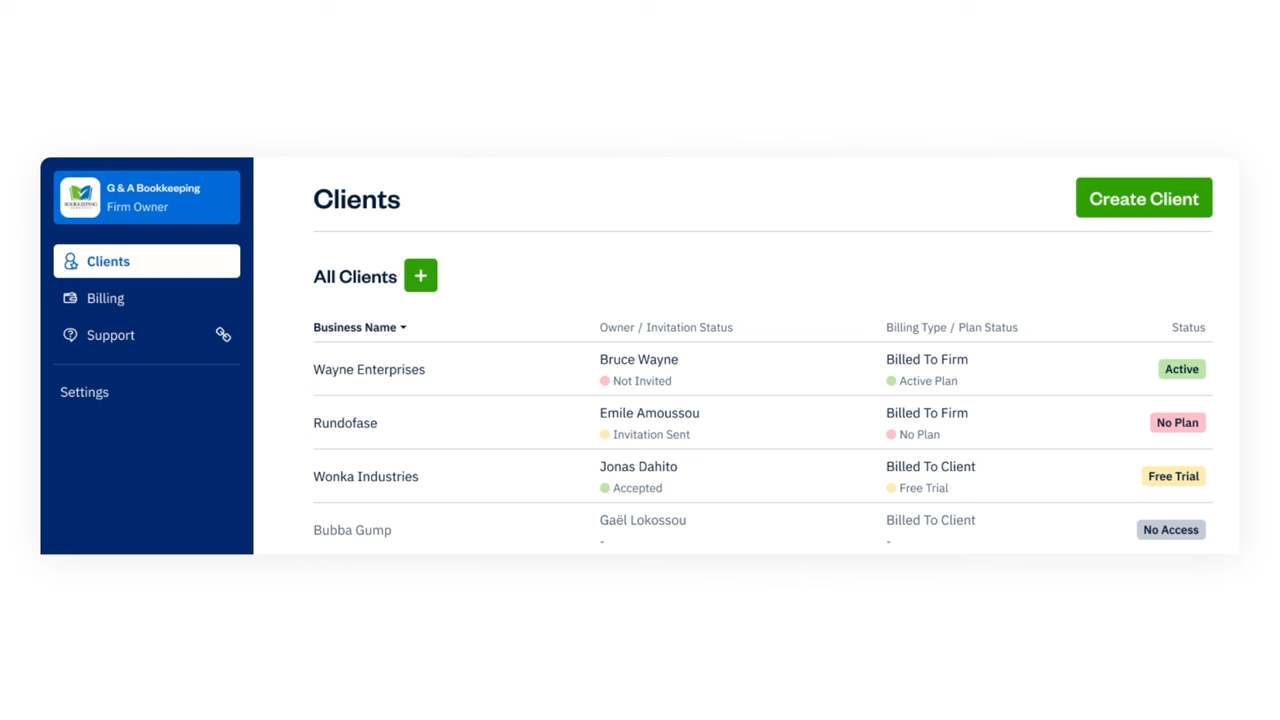 G & A Bookkeeping
Firm Owner
Clients
Billing
Support
Settings
Clients
Create Client
All Clients +
Business Name Owner / Invitation Status Billing Type / Plan Status Status
Wayne Enterprises
Bruce Wayne
Not Invited
Billed To Firm
Active Plan
Active
Rundofase
Emile Amoussou
Invitation Sent
Billed To Firm
No Plan
No Plan
Wonka Industries
Jonas Dahito
Accepted
Billed To Client
Free Trial
Free Trial
Bubba Gump
Gaël Lokossou
-
Billed To Client
-
No Access